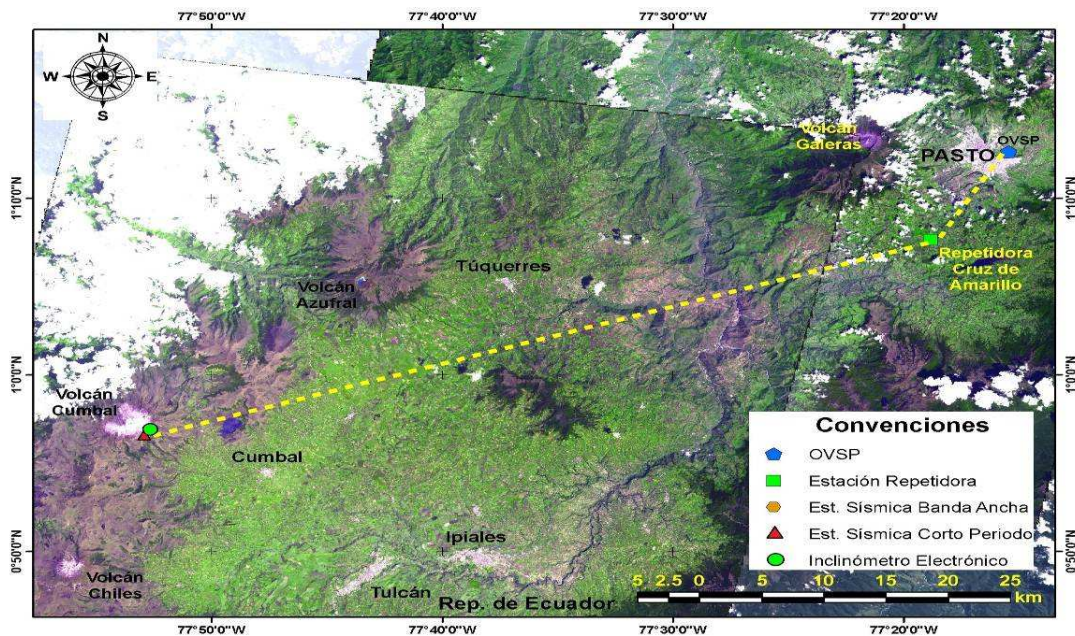 77°50'0"W 77°40'0"W 77°30'0"W 77°20'0"W
N
W E
S
Volcán
Galeras
OVSP
PASTO
1°10'0"N 1°10'0"N
Repetidora
Cruz de
Amarillo
Túquerres
Volcán
Azufral
1°0'0"N 1°0'0"N
Volcán
Cumbal
Cumbal
Convenciones
OVSP
Estación Repetidora
Est. Sísmica Banda Ancha
Est. Sísmica Corto Periodo
Inclinómetro Electrónico
0°50'0"N 0°50'0"N
Ipiales
Volcán
Chiles
Tulcán
Rep. de Ecuador
5 2.5 0 5 10 15 20 25
km
77°50'0"W 77°40'0"W 77°30'0"W 77°20'0"W